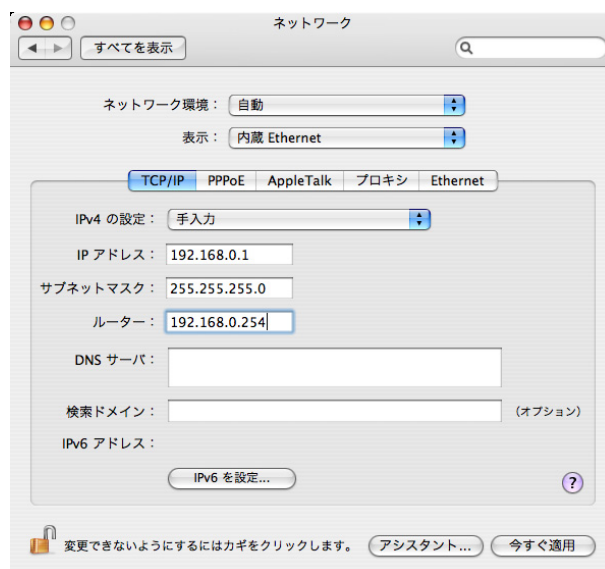 ネットワーク
すべてを表示
ネットワーク環境： 自動
表示： 内蔵 Ethernet
TCP/IP PPPoE AppleTalk プロキシ Ethernet
IPv4 の設定： 手入力
IP アドレス： 192.168.0.1
サブネットマスク： 255.255.255.0
ルーター： 192.168.0.254
DNS サーバ：
検索ドメイン： (オプション)
IPv6 アドレス：
IPv6 を設定... ?
変更できないようにするにはカギをクリックします。 アシスタント... 今すぐ適用